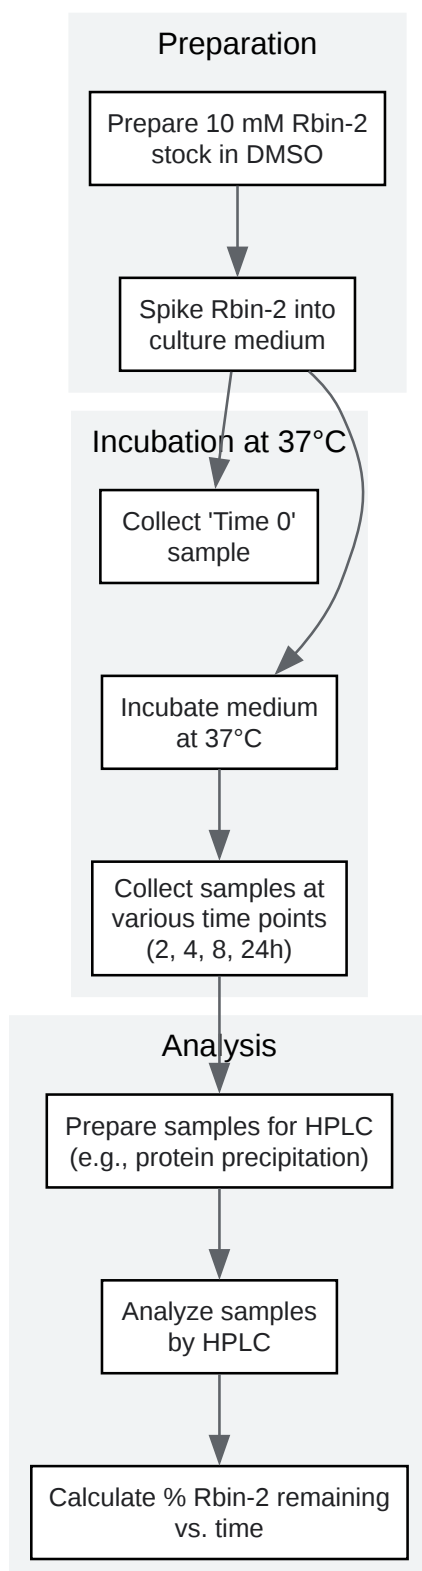 Preparation
Prepare 10 mM Rbin-2
stock in DMSO
Spike Rbin-2 into
culture medium
Incubation at 37°C
Collect 'Time 0'
sample
Incubate medium
at 37°C
Collect samples at
various time points
(2, 4, 8, 24h)
Analysis
Prepare samples for HPLC
(e.g., protein precipitation)
Analyze samples
by HPLC
Calculate % Rbin-2 remaining
vs. time